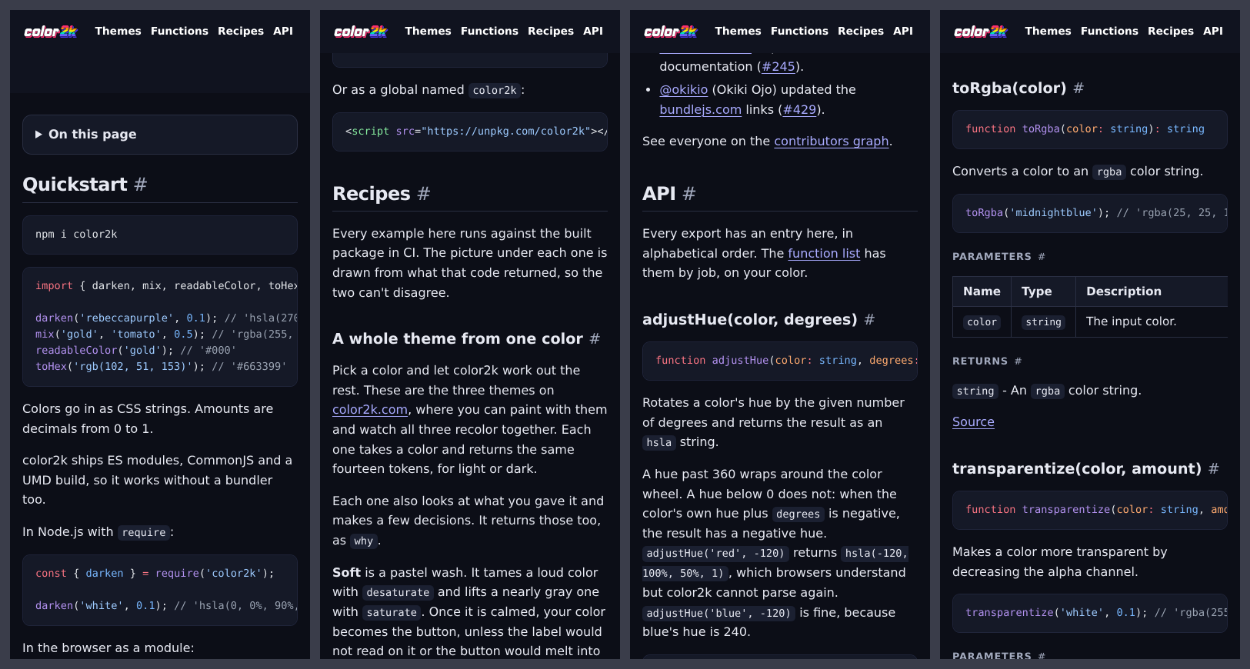 color2k Themes Functions Recipes API
On this page
Quickstart #
npm i color2k
import { darken, mix, readableColor, toHex
darken('rebeccapurple', 0.1); // 'hsla(270
mix('gold', 'tomato', 0.5); // 'rgba(255,
readableColor('gold'); // '#000'
toHex('rgb(102, 51, 153)'); // '#663399'
Colors go in as CSS strings. Amounts are
decimals from 0 to 1.
color2k ships ES modules, CommonJS and a
UMD build, so it works without a bundler
too.
In Node.js with require:
const { darken } = require('color2k');
darken('white', 0.1); // 'hsla(0, 0%, 90%,
In the browser as a module:
color2k Themes Functions Recipes API
Or as a global named color2k:
<script src="https://unpkg.com/color2k"></
Recipes #
Every example here runs against the built
package in CI. The picture under each one is
drawn from what that code returned, so the
two can't disagree.
A whole theme from one color #
Pick a color and let color2k work out the
rest. These are the three themes on
color2k.com, where you can paint with them
and watch all three recolor together. Each
one takes a color and returns the same
fourteen tokens, for light or dark.
Each one also looks at what you gave it and
makes a few decisions. It returns those too,
as why.
Soft is a pastel wash. It tames a loud color
with desaturate and lifts a nearly gray one
with saturate. Once it is calmed, your color
becomes the button, unless the label would
not read on it or the button would melt into
color2k Themes Functions Recipes API
documentation (#245).
• @okikio (Okiki Ojo) updated the
bundlejs.com links (#429).
See everyone on the contributors graph.
API #
Every export has an entry here, in
alphabetical order. The function list has
them by job, on your color.
adjustHue(color, degrees) #
function adjustHue(color: string, degrees:
Rotates a color's hue by the given number
of degrees and returns the result as an
hsla string.
A hue past 360 wraps around the color
wheel. A hue below 0 does not: when the
color's own hue plus degrees is negative,
the result has a negative hue.
adjustHue('red', -120) returns hsla(-120,
100%, 50%, 1), which browsers understand
but color2k cannot parse again.
adjustHue('blue', -120) is fine, because
blue's hue is 240.
color2k Themes Functions Recipes API
toRgba(color) #
function toRgba(color: string): string
Converts a color to an rgba color string.
toRgba('midnightblue'); // 'rgba(25, 25, 1
PARAMETERS #
Name Type Description
color string The input color.
RETURNS #
string - An rgba color string.
Source
transparentize(color, amount) #
function transparentize(color: string, amo
Makes a color more transparent by
decreasing the alpha channel.
transparentize('white', 0.1); // 'rgba(255
PARAMETERS #